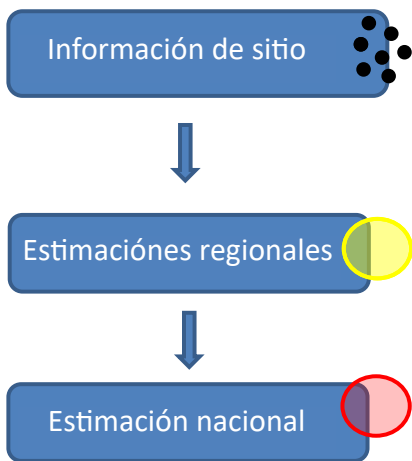 Información de sitio
Estimaciónes regionales
Estimación nacional